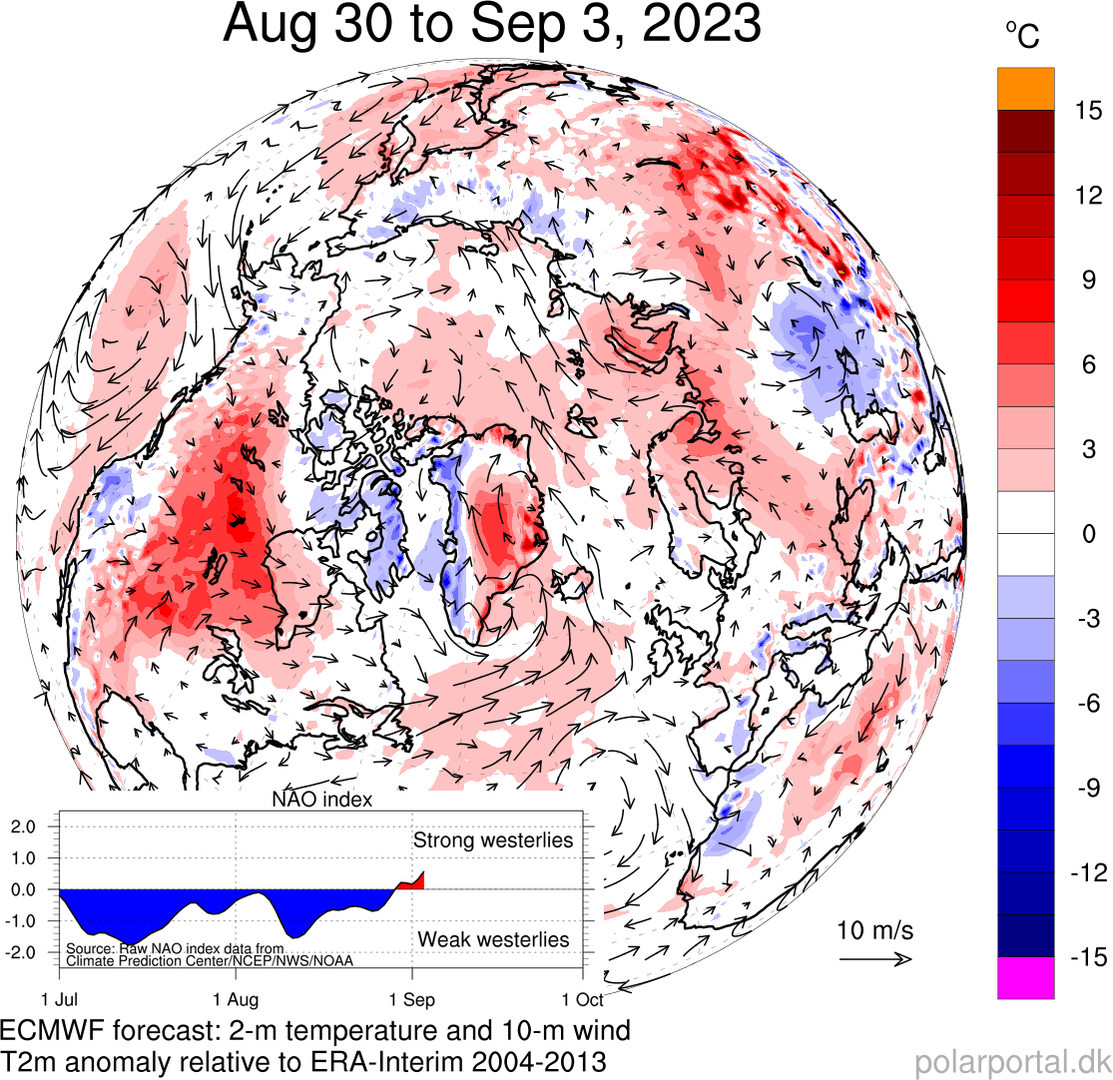 Aug 30 to Sep 3, 2023
°C
15
12
9
6
3
0
-3
-6
-9
-12
-15
NAO index
2.0
1.0
0.0
-1.0
-2.0
Strong westerlies
Weak westerlies
Source: Raw NAO index data from
Climate Prediction Center/NCEP/NWS/NOAA
1 Jul
1 Aug
1 Sep
1 Oct
10 m/s
ECMWF forecast: 2-m temperature and 10-m wind
T2m anomaly relative to ERA-Interim 2004-2013
polarportal.dk